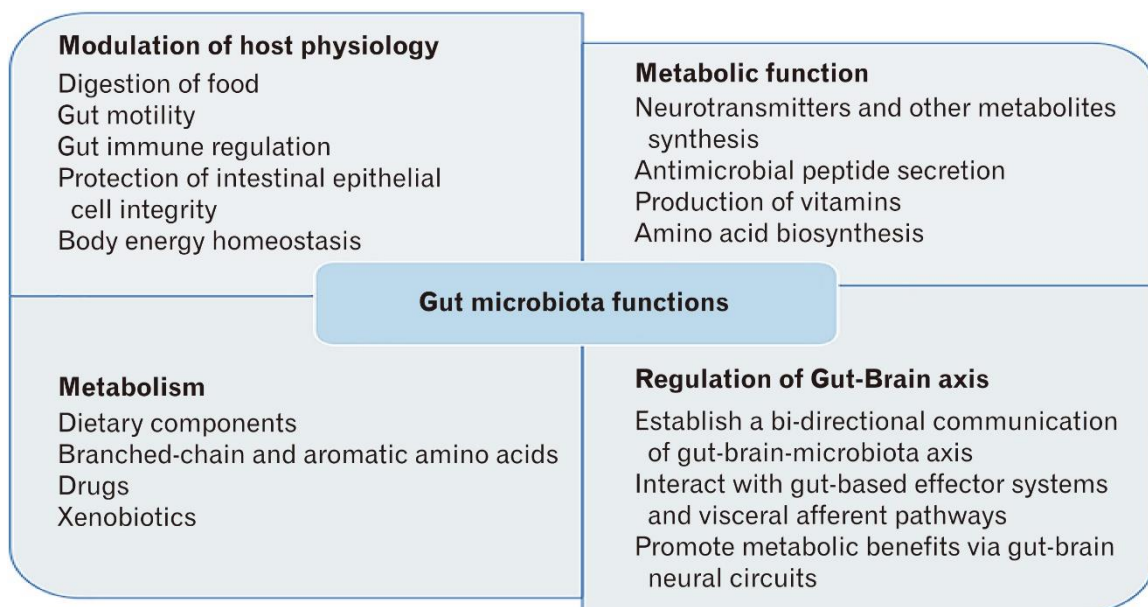 Modulation of host physiology
Digestion of food
Gut motility
Gut immune regulation
Protection of intestinal epithelial
cell integrity
Body energy homeostasis
Metabolic function
Neurotransmitters and other metabolites
synthesis
Antimicrobial peptide secretion
Production of vitamins
Amino acid biosynthesis
Gut microbiota functions
Metabolism
Dietary components
Branched-chain and aromatic amino acids
Drugs
Xenobiotics
Regulation of Gut-Brain axis
Establish a bi-directional communication
of gut-brain-microbiota axis
Interact with gut-based effector systems
and visceral afferent pathways
Promote metabolic benefits via gut-brain
neural circuits